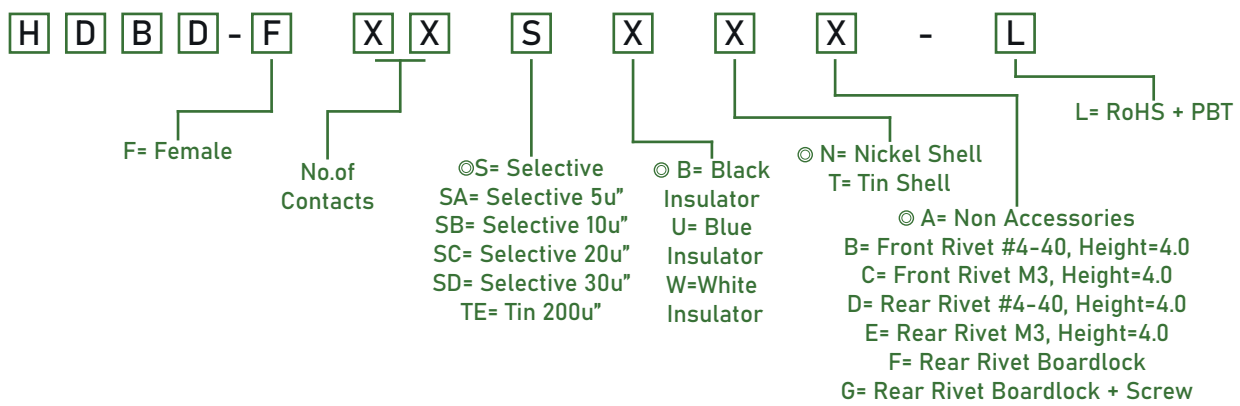 H D B D - F X X S X X X - L
L= RoHS + PBT
F= Female
No.of
Contacts
◎S= Selective
SA= Selective 5u”
SB= Selective 10u”
SC= Selective 20u”
SD= Selective 30u”
TE= Tin 200u”
◎ B= Black
Insulator
U= Blue
Insulator
W=White
Insulator
◎ N= Nickel Shell
T= Tin Shell
◎ A= Non Accessories
B= Front Rivet #4-40, Height=4.0
C= Front Rivet M3, Height=4.0
D= Rear Rivet #4-40, Height=4.0
E= Rear Rivet M3, Height=4.0
F= Rear Rivet Boardlock
G= Rear Rivet Boardlock + Screw